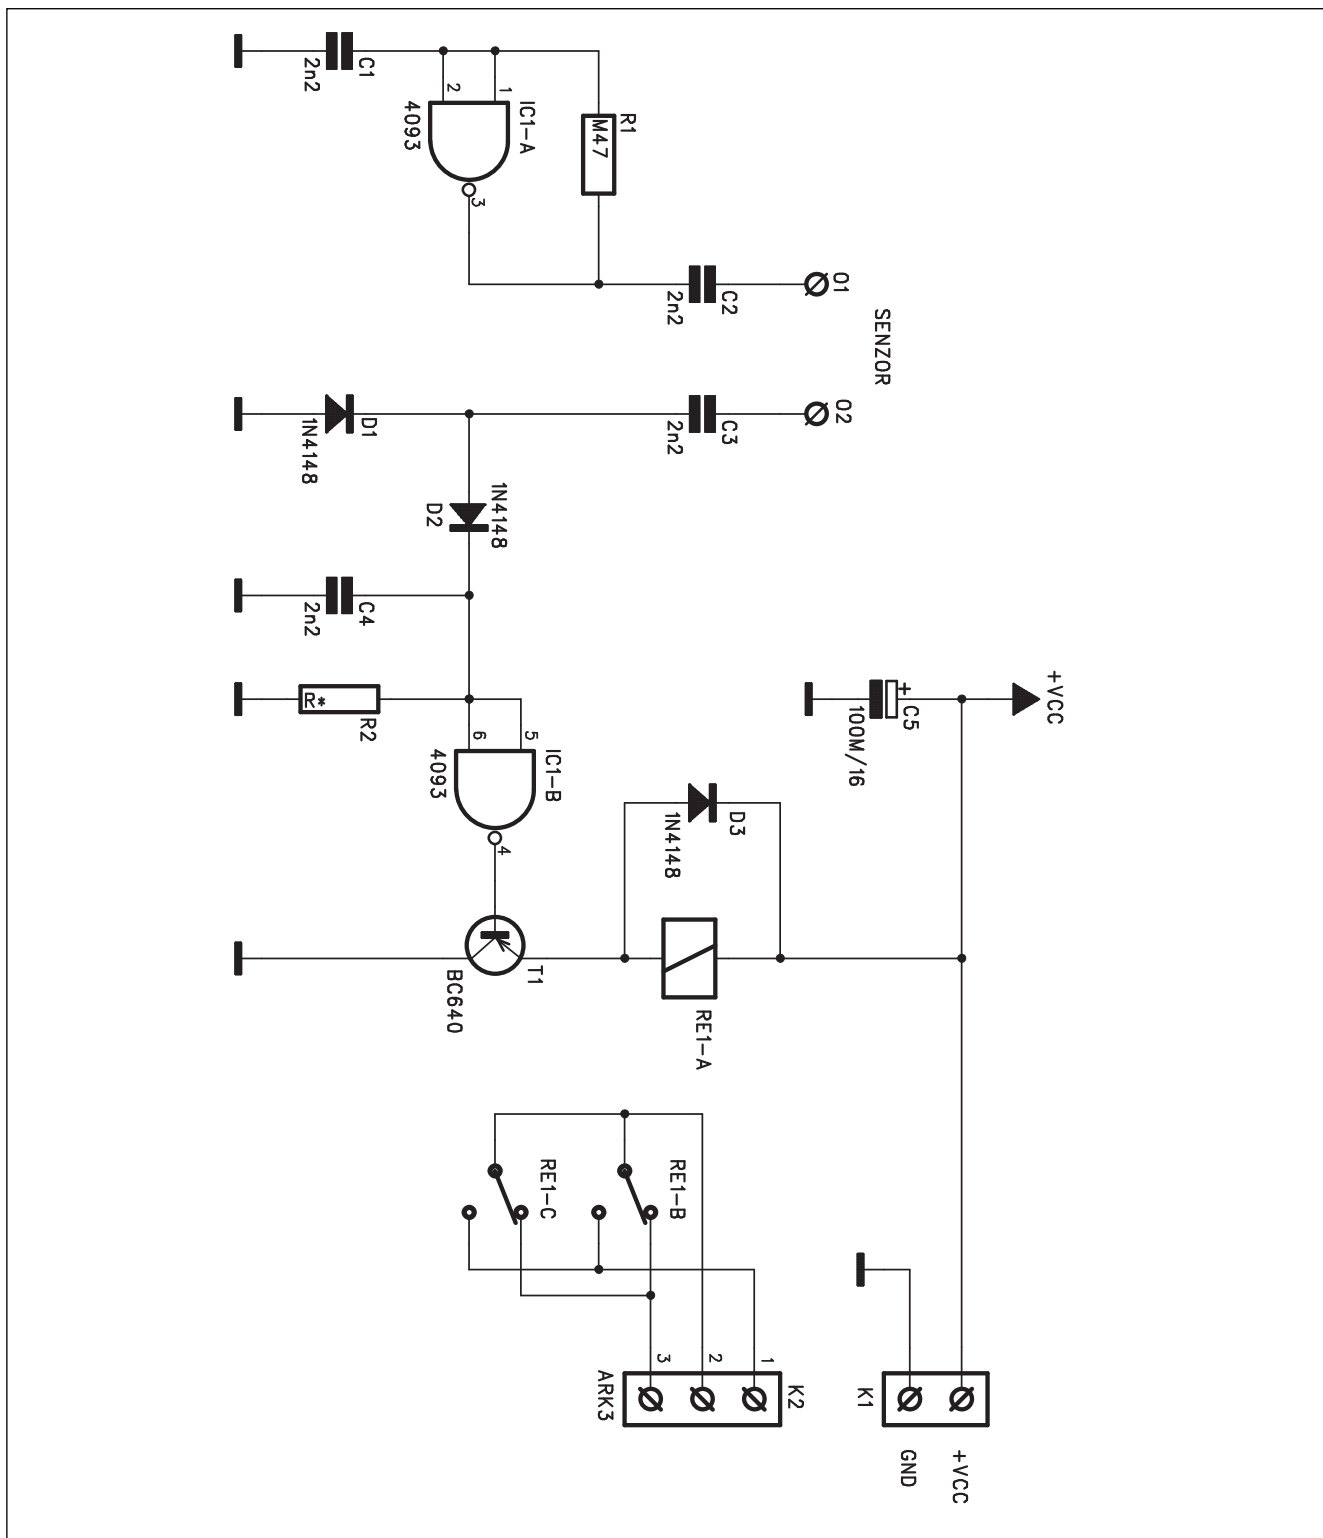 SENZOR
O1
O2
C2
2n2
C3
2n2
R1
M47
IC1-A
4093
1
2
3
C1
2n2
D1
1N4148
1N4148
D2
C4
2n2
R2
R*
IC1-B
4093
5
6
4
T1
BC640
D3
1N4148
RE1-A
+VCC
+
C5
100M/16
RE1-B
RE1-C
K2
1
2
3
ARK3
K1
+VCC
GND